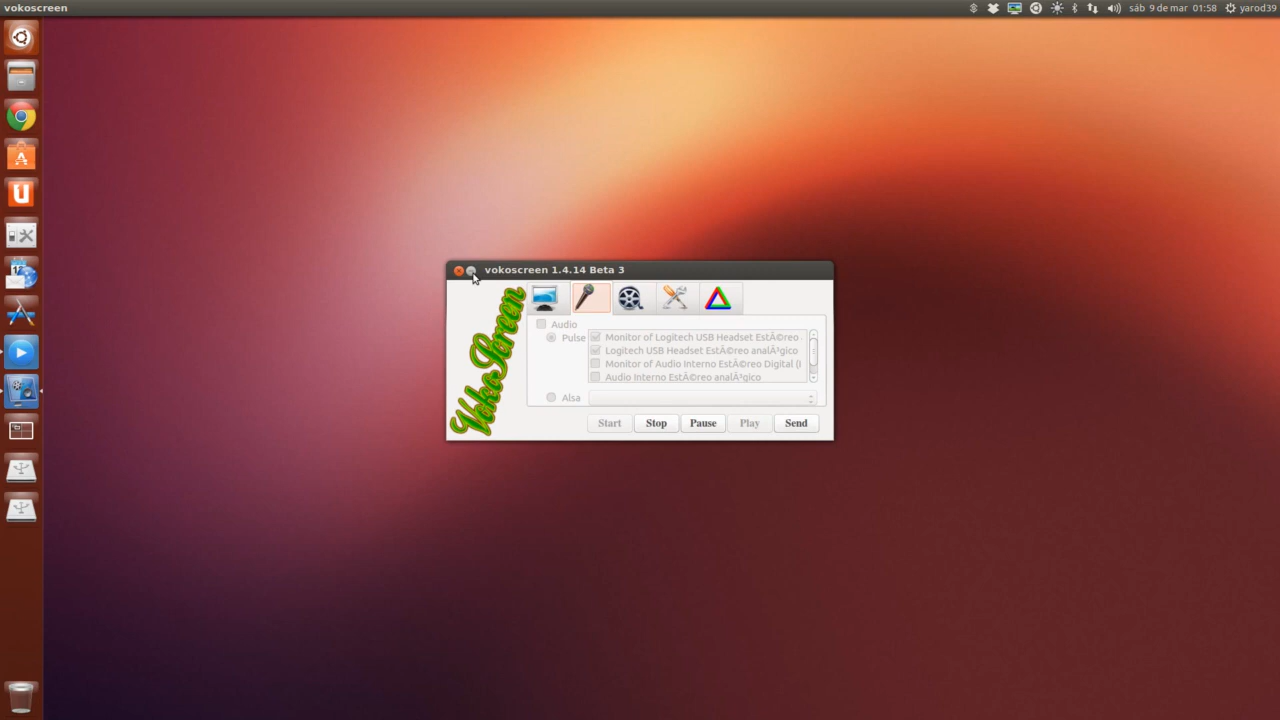 vokoscreen
sáb 9 de mar 01:58 yarod39
vokoscreen 1.4.14 Beta 3
VokoScreen
Audio
Pulse
Monitor of Logitech USB Headset EstÃ©reo
Logitech USB Headset EstÃ©reo analÃ³gico
Monitor of Audio Interno EstÃ©reo Digital (I
Audio Interno EstÃ©reo analÃ³gico
Alsa
Start Stop Pause Play Send